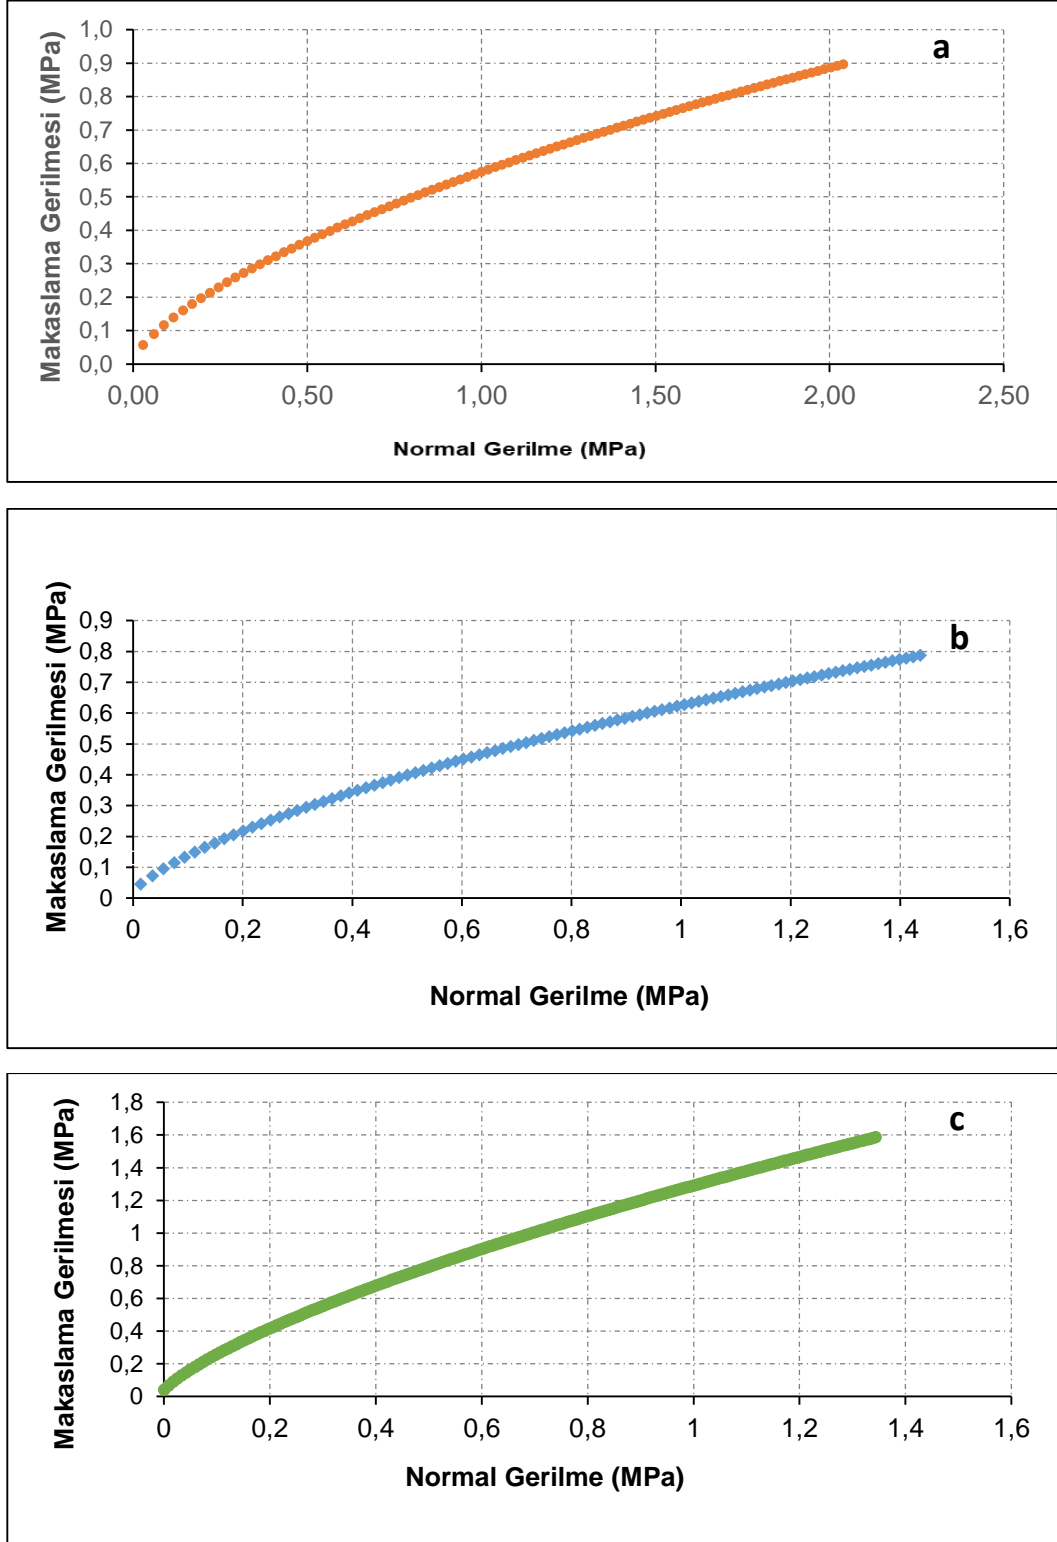 a
Makaslama Gerilmesi (MPa)
1,0
0,9
0,8
0,7
0,6
0,5
0,4
0,3
0,2
0,1
0,0
0,00 0,50 1,00 1,50 2,00 2,50
Normal Gerilme (MPa)
b
Makaslama Gerilmesi (MPa)
0,9
0,8
0,7
0,6
0,5
0,4
0,3
0,2
0,1
0
0 0,2 0,4 0,6 0,8 1 1,2 1,4 1,6
Normal Gerilme (MPa)
c
Makaslama Gerilmesi (MPa)
1,8
1,6
1,4
1,2
1
0,8
0,6
0,4
0,2
0
0 0,2 0,4 0,6 0,8 1 1,2 1,4 1,6
Normal Gerilme (MPa)